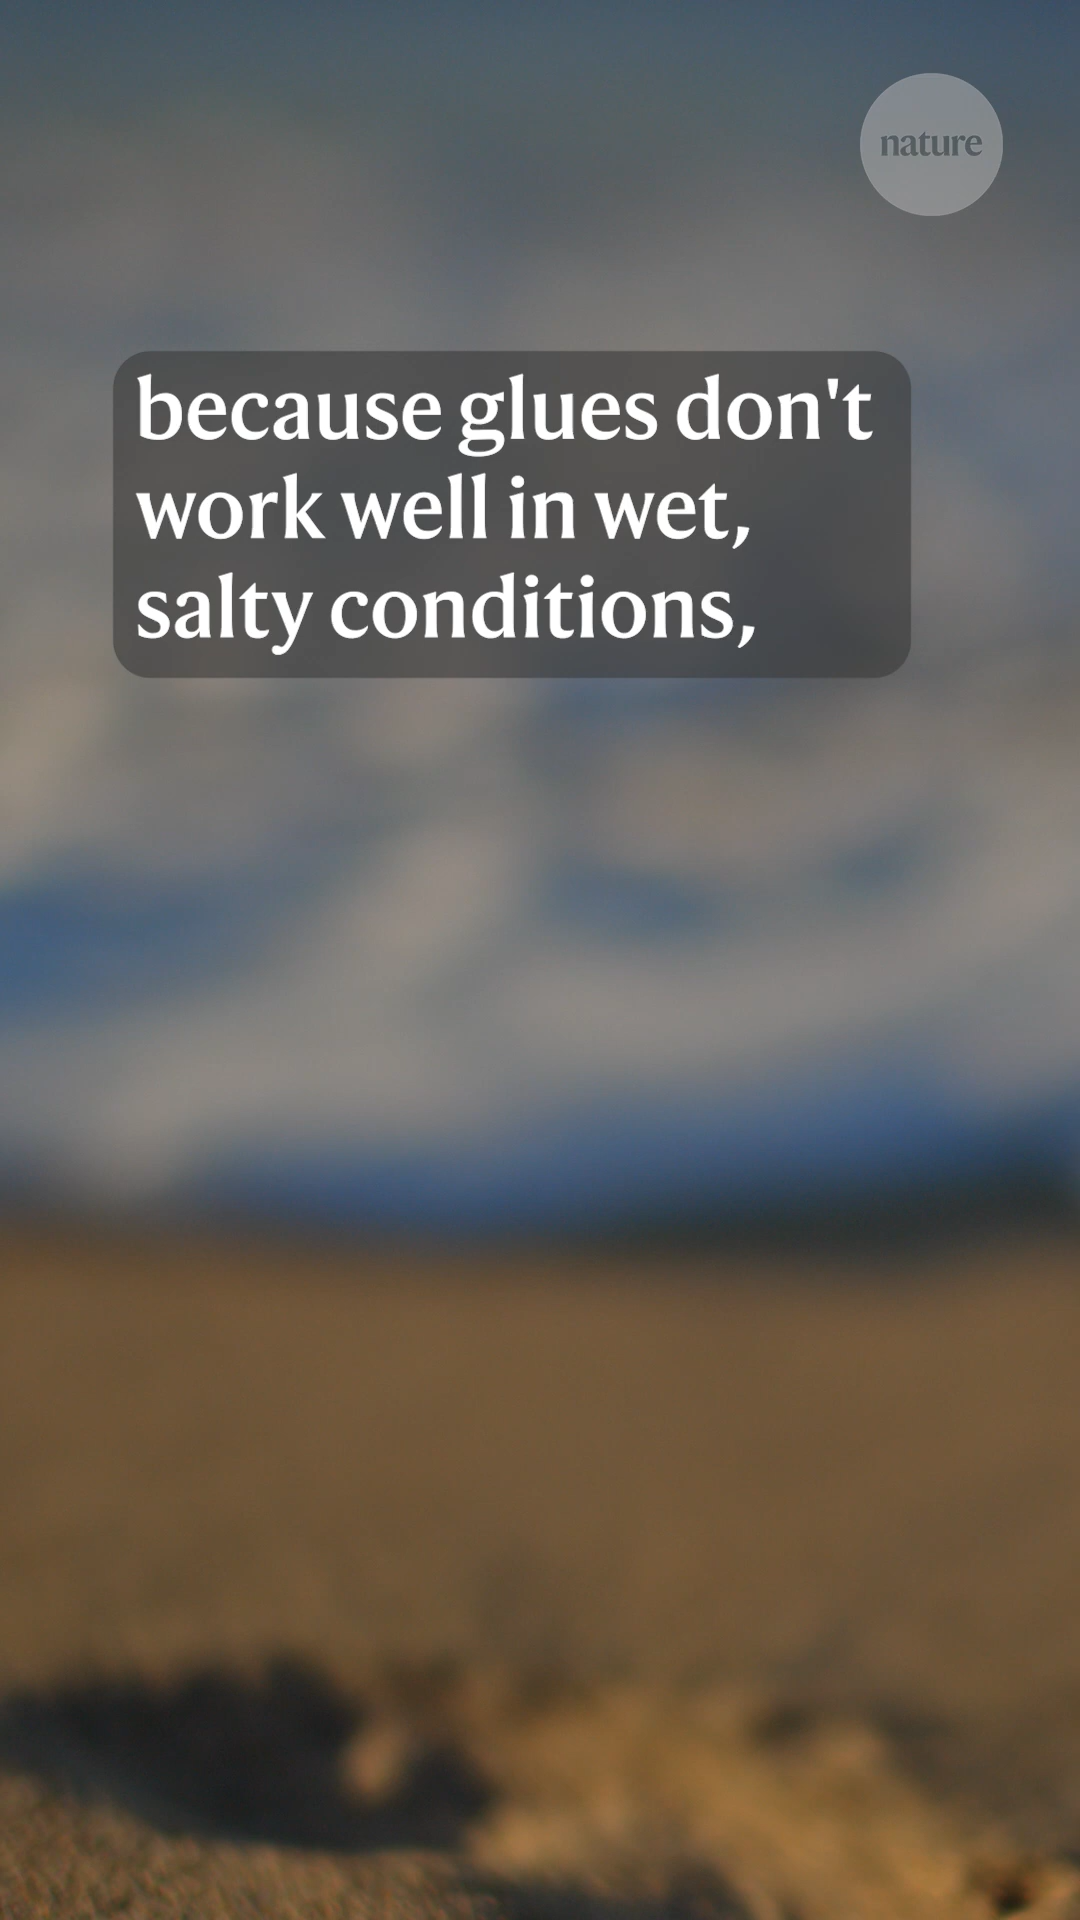 nature
because glues don't
work well in wet,
salty conditions,